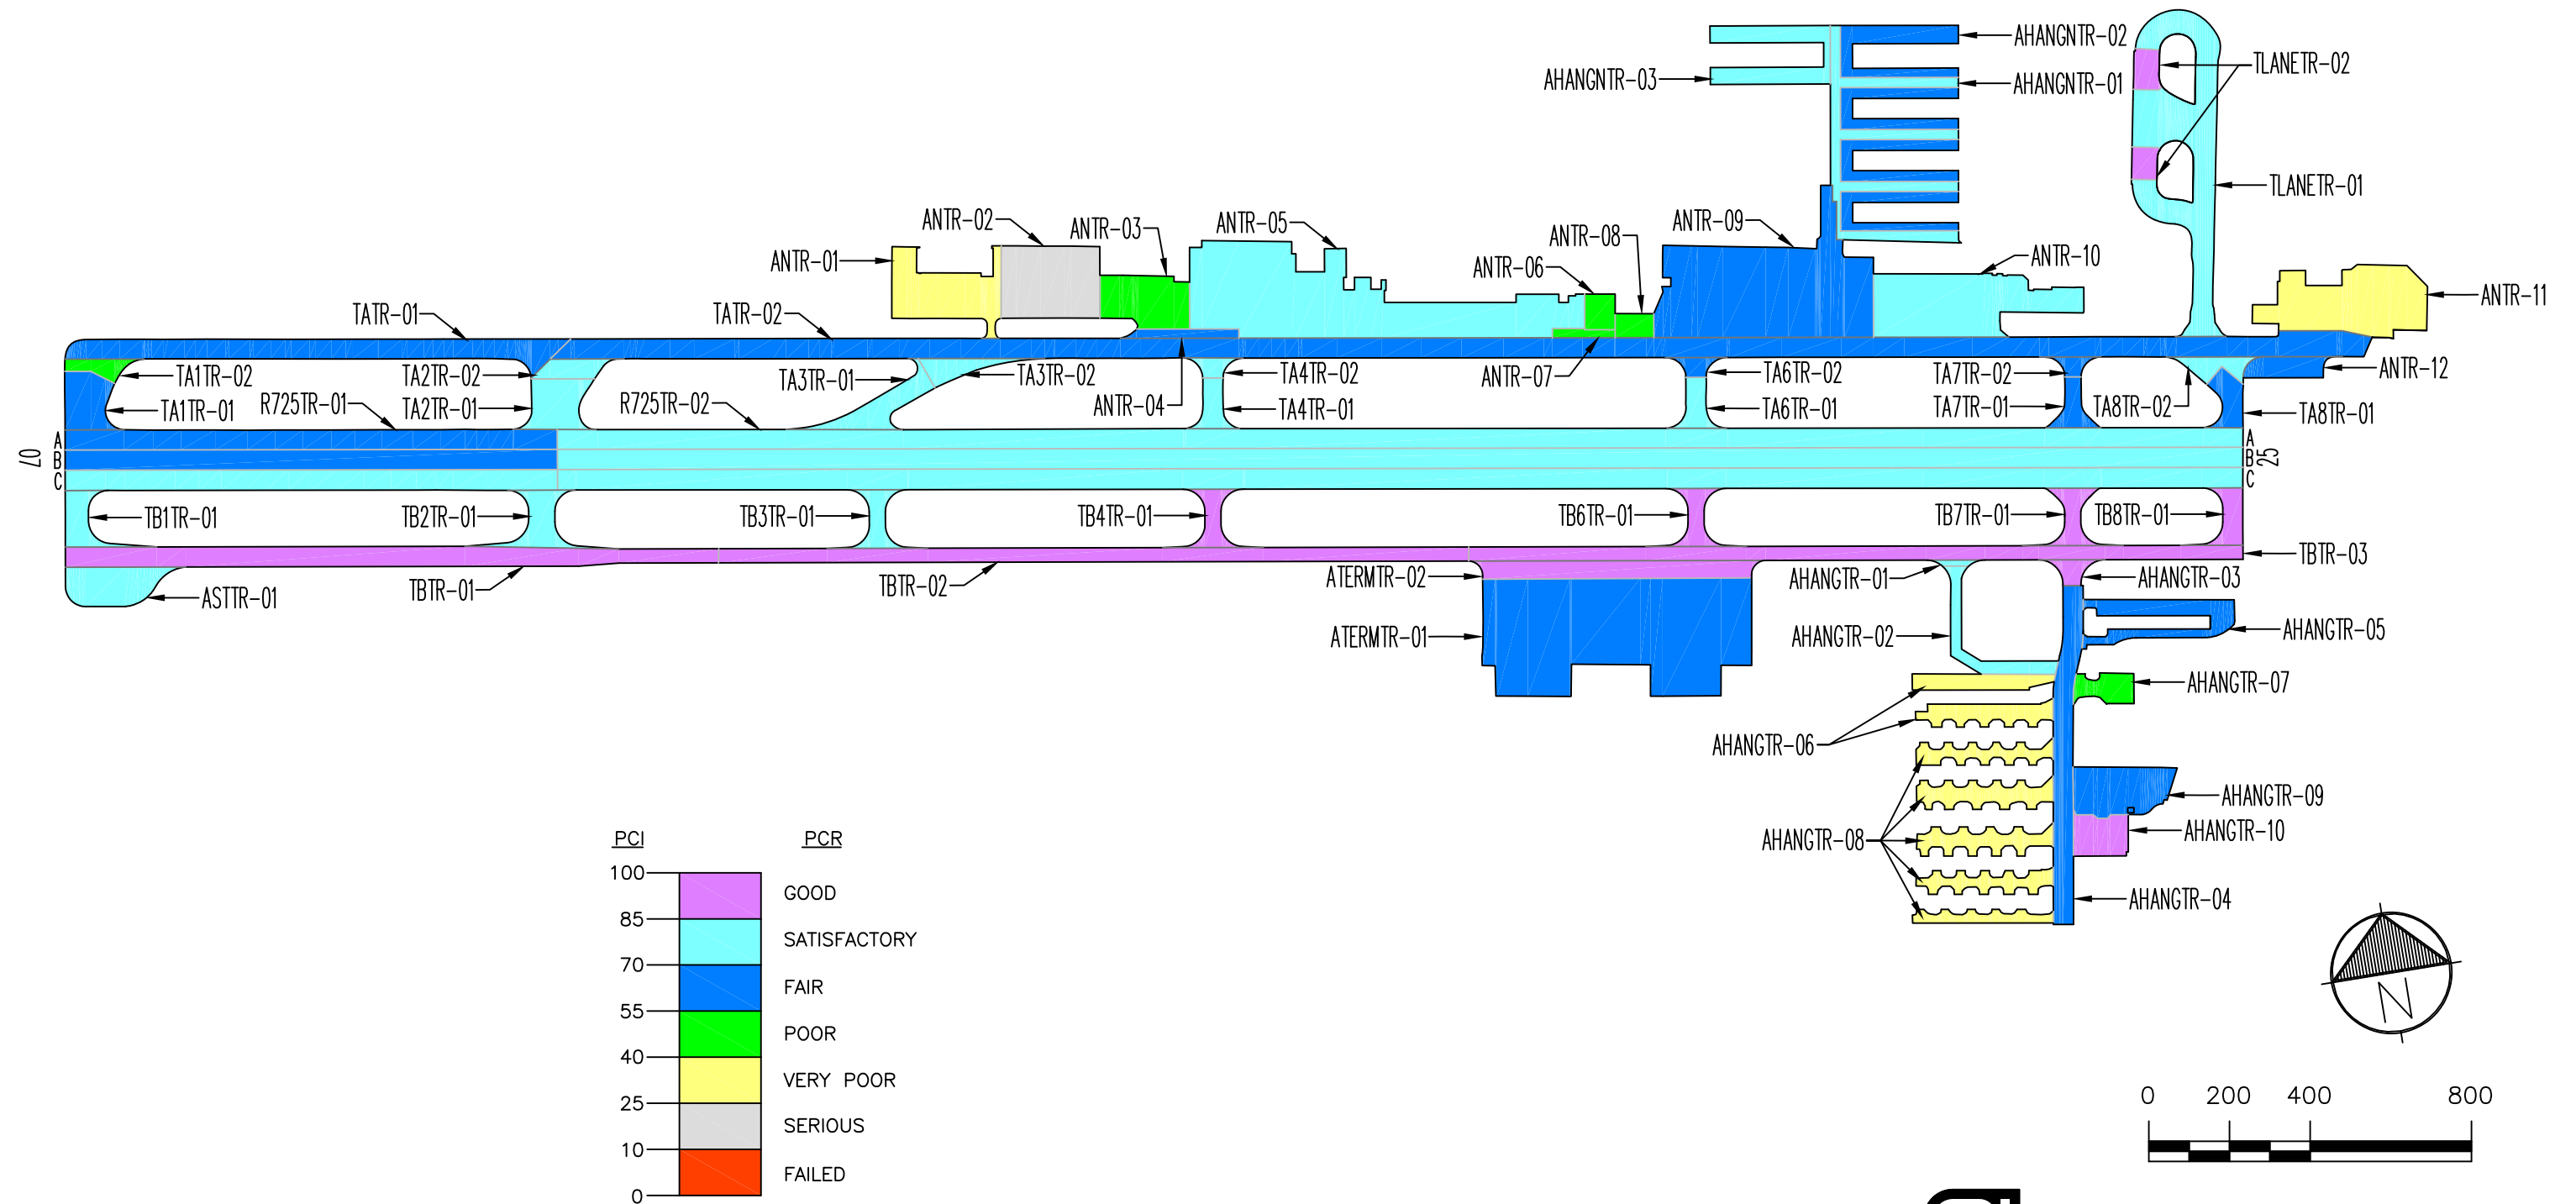 AHANGNTR-02
TLANETR-02
AHANGNTR-03
AHANGNTR-01
TLANETR-01
ANTR-02
ANTR-03
ANTR-05
ANTR-08
ANTR-09
ANTR-01
ANTR-06
ANTR-10
ANTR-11
TATR-01
TATR-02
TA1TR-02
TA2TR-02
TA3TR-01
TA3TR-02
TA4TR-02
ANTR-07
TA6TR-02
TA7TR-02
ANTR-12
TA1TR-01
R725TR-01
TA2TR-01
R725TR-02
ANTR-04
TA4TR-01
TA6TR-01
TA7TR-01
TA8TR-02
TA8TR-01
07
A
B
C
A
B
C
25
TB1TR-01
TB2TR-01
TB3TR-01
TB4TR-01
TB6TR-01
TB7TR-01
TB8TR-01
TBTR-03
ASTTR-01
TBTR-01
TBTR-02
ATERMTR-02
AHANGTR-01
AHANGTR-03
ATERMTR-01
AHANGTR-02
AHANGTR-05
AHANGTR-07
AHANGTR-06
AHANGTR-09
AHANGTR-08
AHANGTR-10
AHANGTR-04
PCI PCR
100
GOOD
85
SATISFACTORY
70
FAIR
55
POOR
40
VERY POOR
25
SERIOUS
10
FAILED
0
N
0 200 400 800